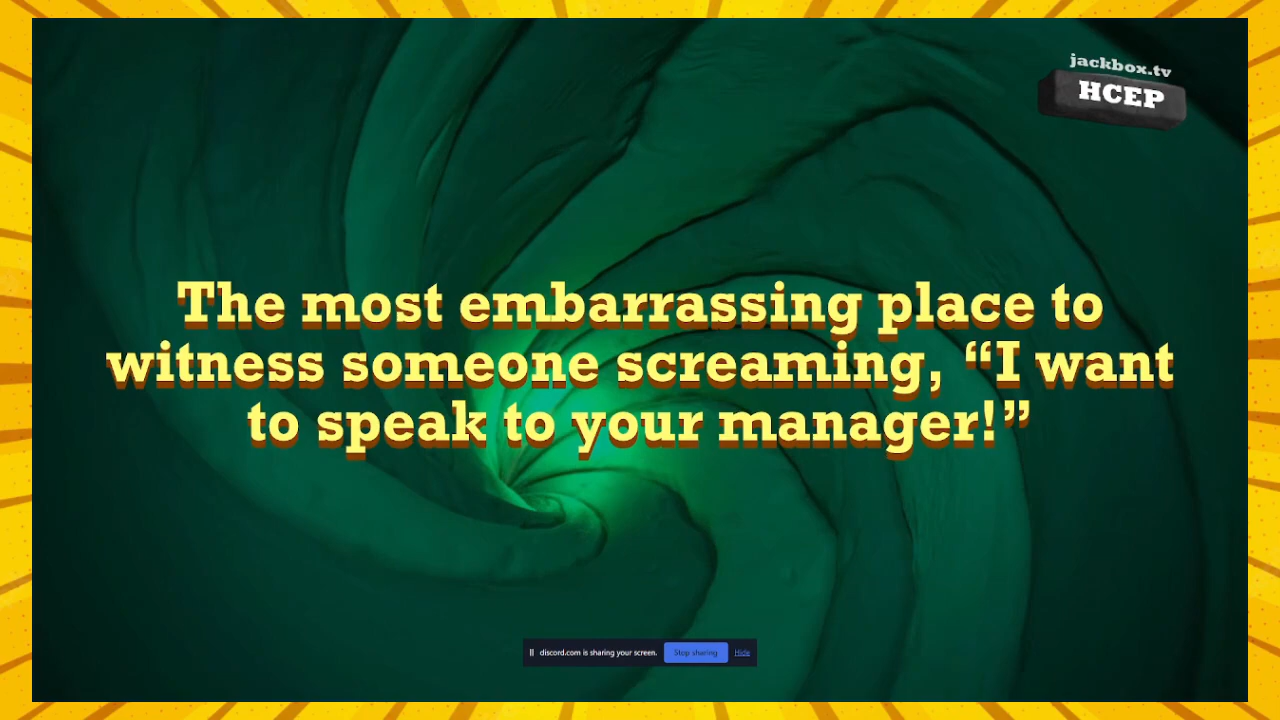 jackbox.tv
HCEP
The most embarrassing place to
witness someone screaming, “I want
to speak to your manager!”
discord.com is sharing your screen. Stop sharing Hide